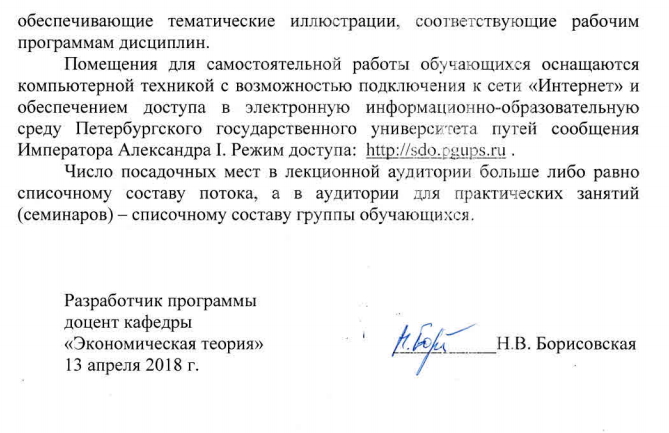 обеспечивающие тематические иллюстрации, соответствующие рабочим
программам дисциплин.
Помещения для самостоятельной работы обучающихся оснащаются
компьютерной техникой с возможностью подключения к сети «Интернет» и
обеспечением доступа в электронную информационно-образовательную
среду Петербургского государственного университета путей сообщения
Императора Александра I. Режим доступа: http://sdo.pgups.ru .
Число посадочных мест в лекционной аудитории больше либо равно
списочному составу потока, а в аудитории для практических занятий
(семинаров) – списочному составу группы обучающихся.
Разработчик программы
доцент кафедры
«Экономическая теория» Н.В. Борисовская
13 апреля 2018 г.